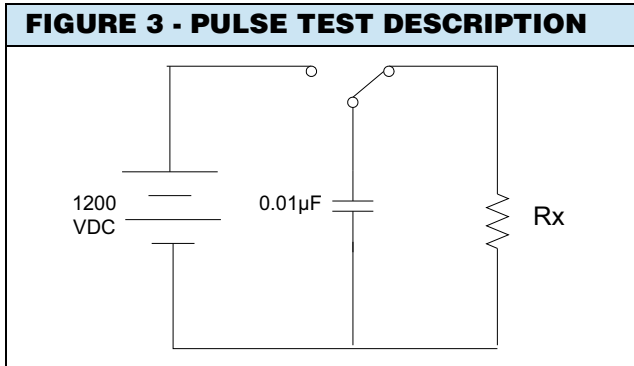 FIGURE 3 - PULSE TEST DESCRIPTION
1200
VDC
0.01µF
Rx